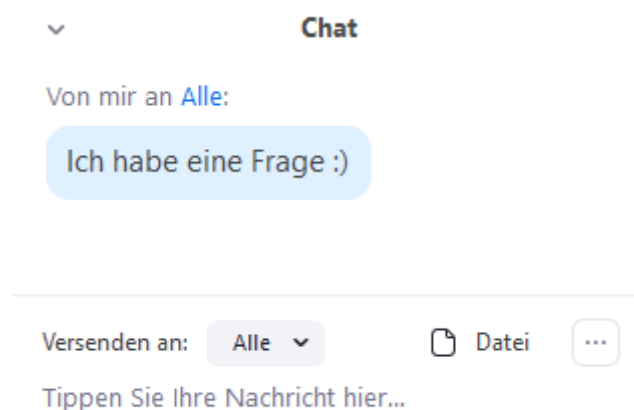 Chat
Von mir an Alle:
Ich habe eine Frage :)
Versenden an: Alle Datei ...
Tippen Sie Ihre Nachricht hier...